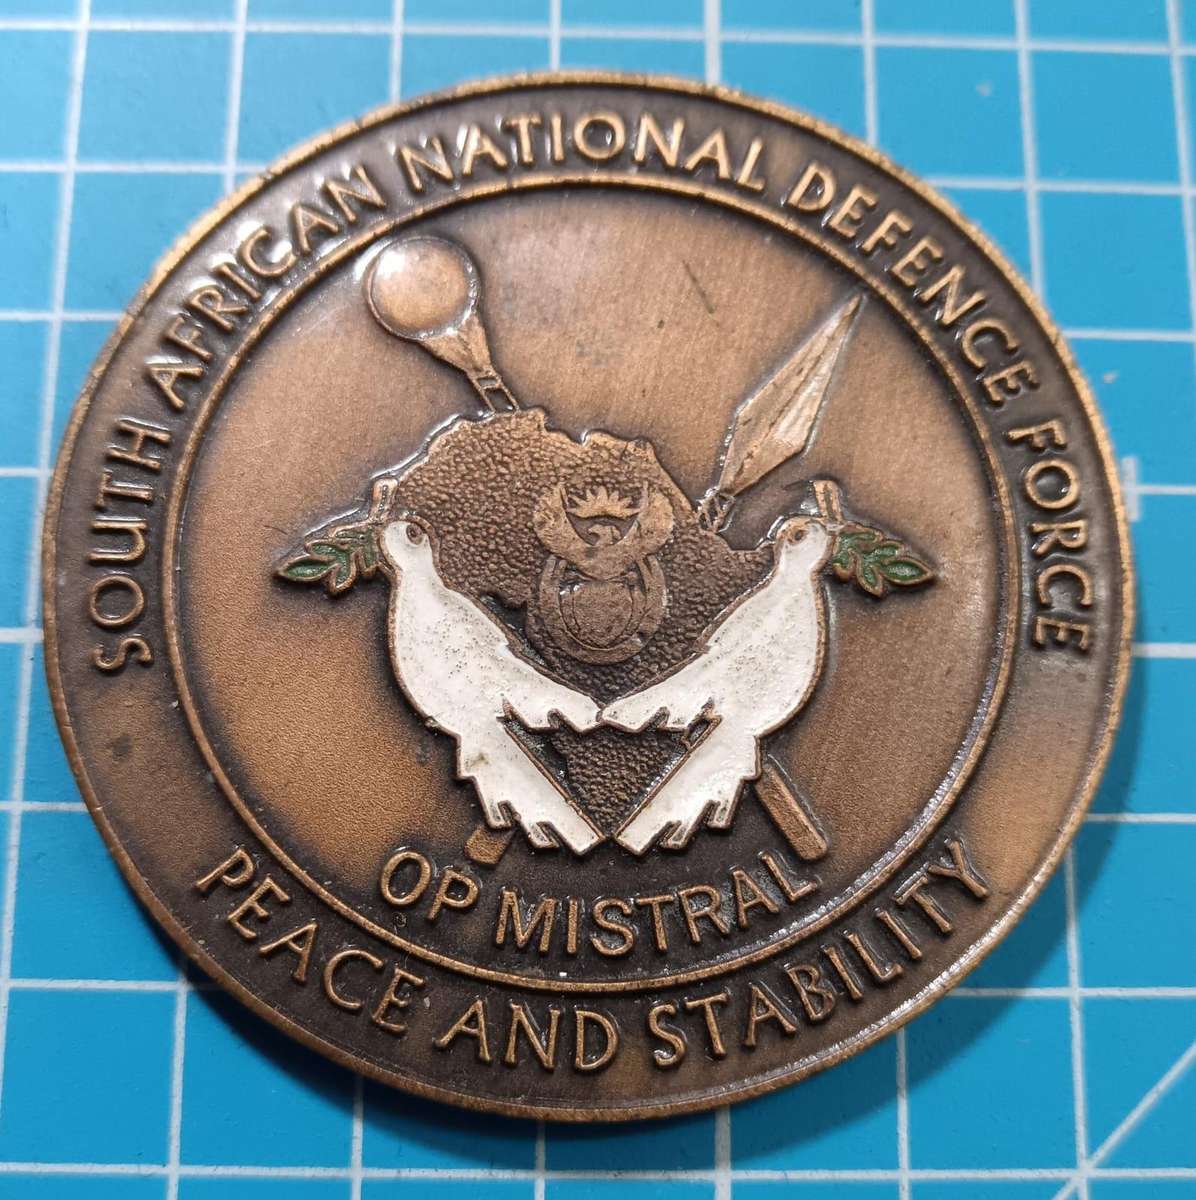 SOUTH AFRICAN NATIONAL DEFENCE FORCE
OP MISTRAL
PEACE AND STABILITY